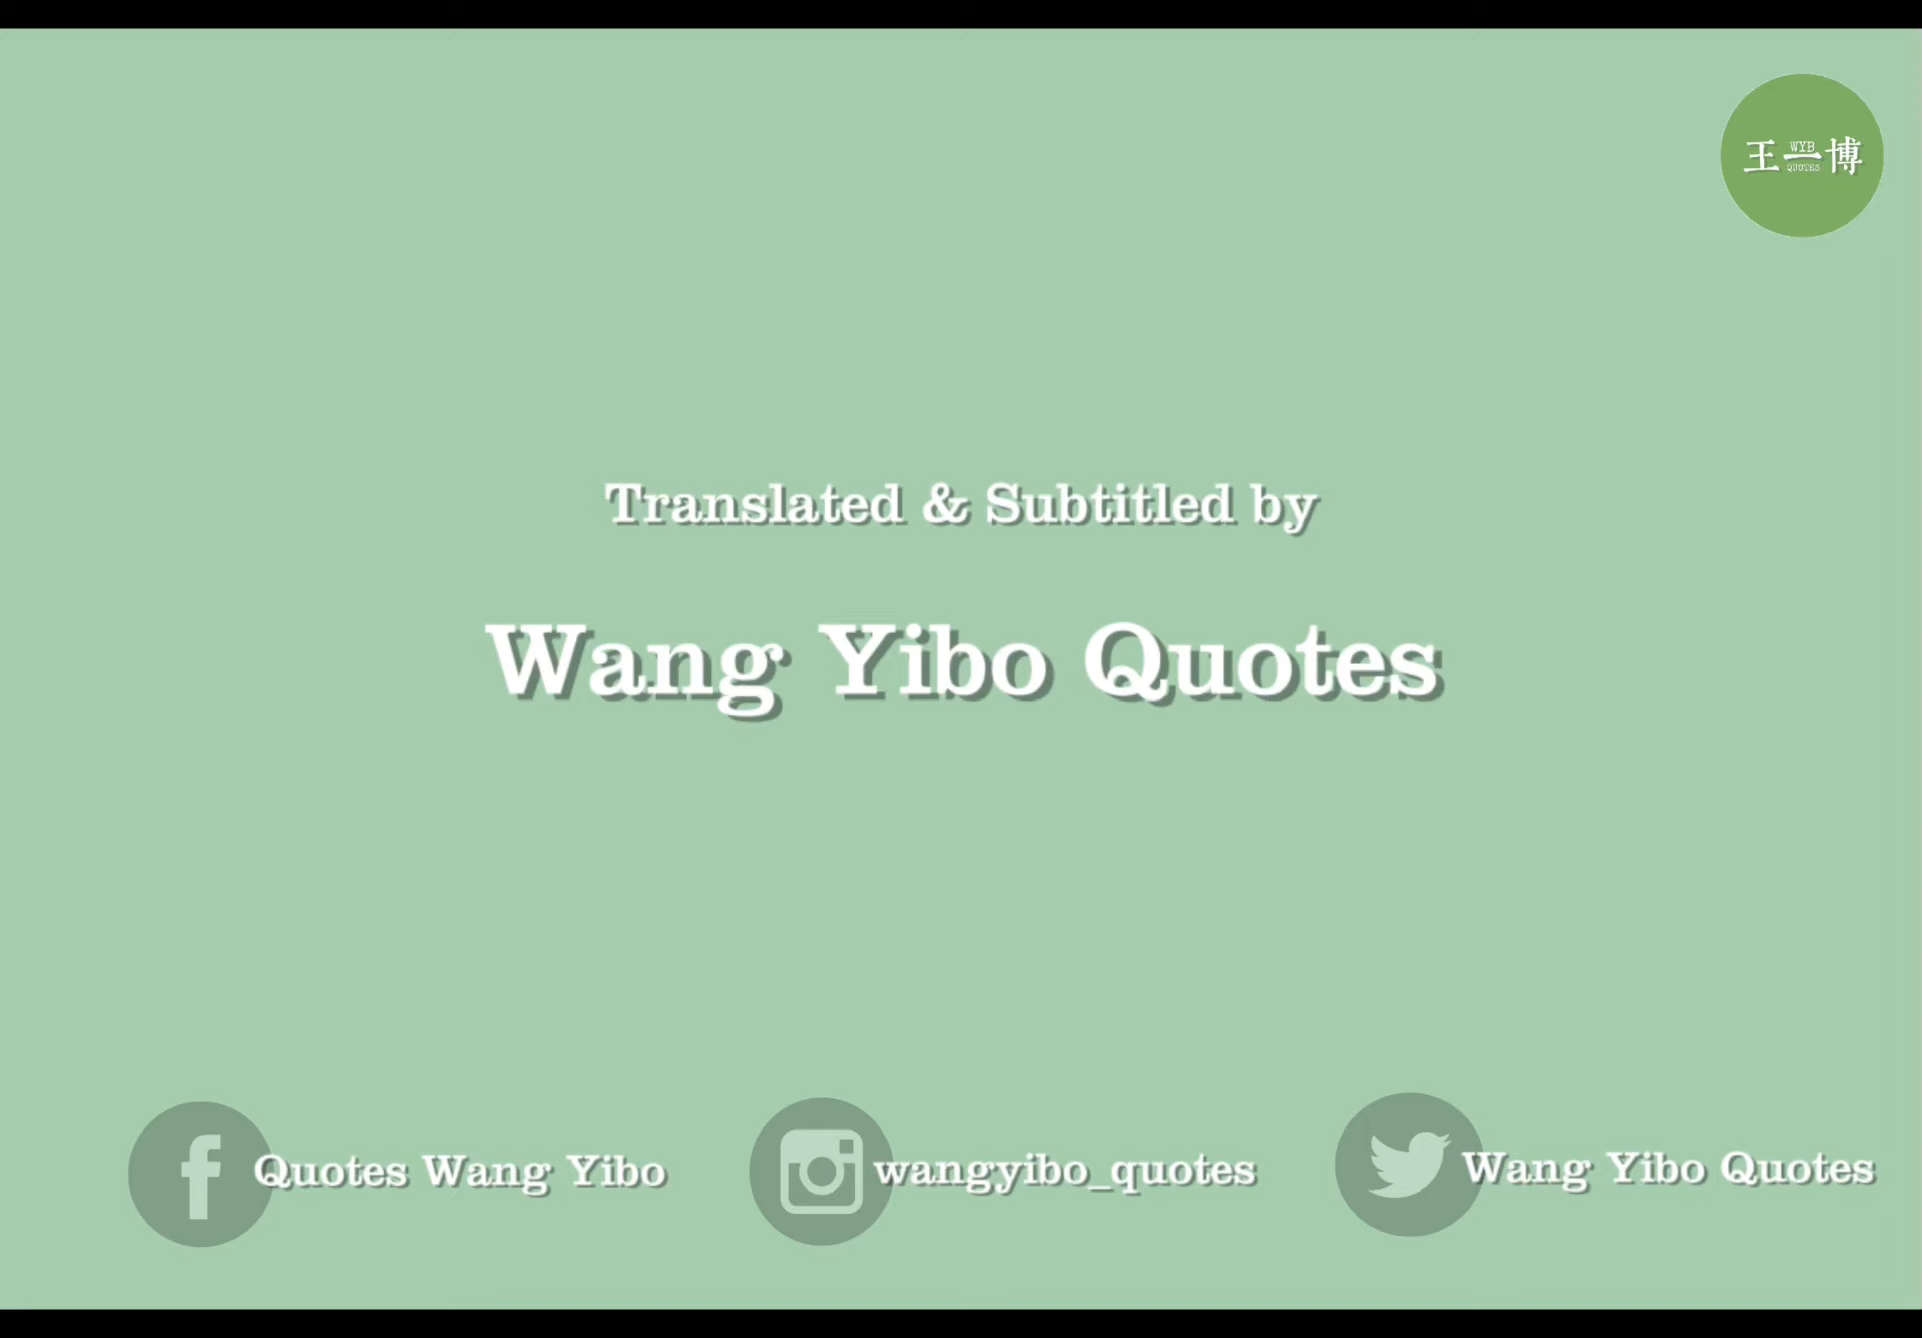 王一博
WYB
QUOTES
Translated & Subtitled by
Wang Yibo Quotes
Quotes Wang Yibo
wangyibo_quotes
Wang Yibo Quotes